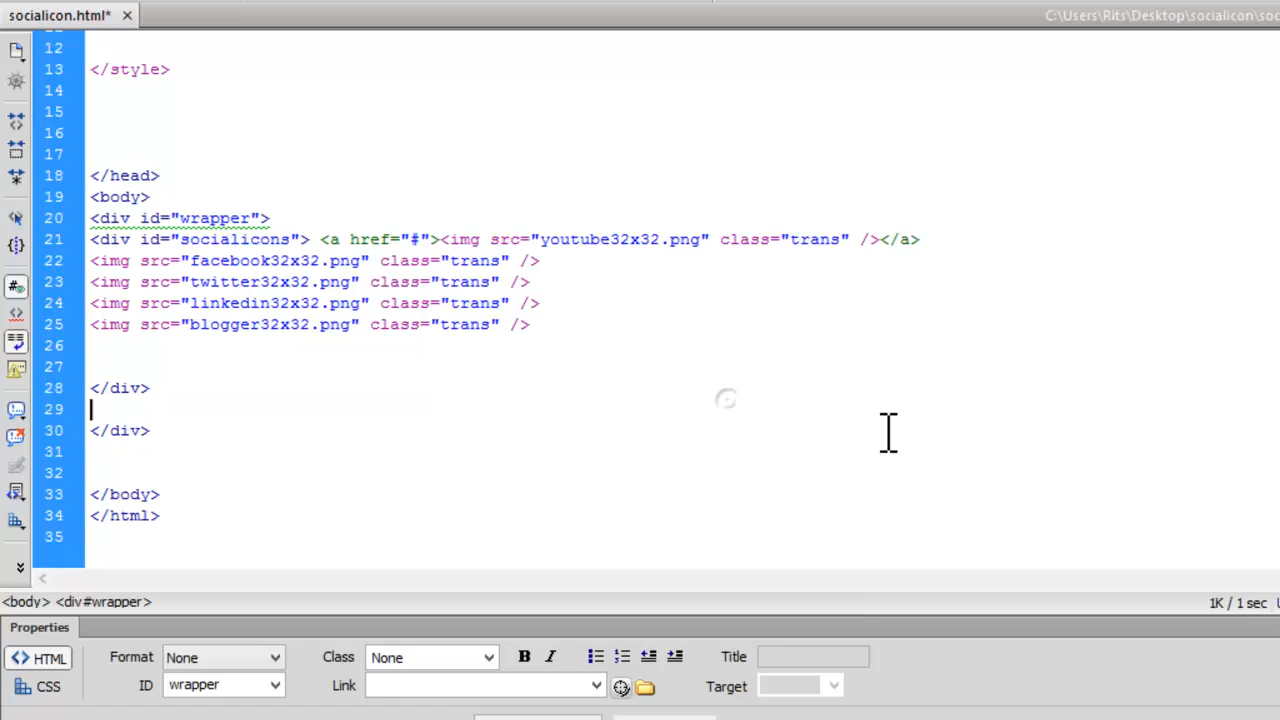 socialicon.html*
C:\Users\Rits\Desktop\socialicon\soc
12
13 </style>
14
15
16
17
18 </head>
19 <body>
20 <div id="wrapper">
21 <div id="socialicons"> <a href="#"><img src="youtube32x32.png" class="trans" /></a>
22 <img src="facebook32x32.png" class="trans" />
23 <img src="twitter32x32.png" class="trans" />
24 <img src="linkedin32x32.png" class="trans" />
25 <img src="blogger32x32.png" class="trans" />
26
27
28 </div>
29
30 </div>
31
32
33 </body>
34 </html>
35
<body> <div#wrapper>
1K / 1 sec
Properties
<> HTML Format None Class None B I Title
CSS ID wrapper Link Target